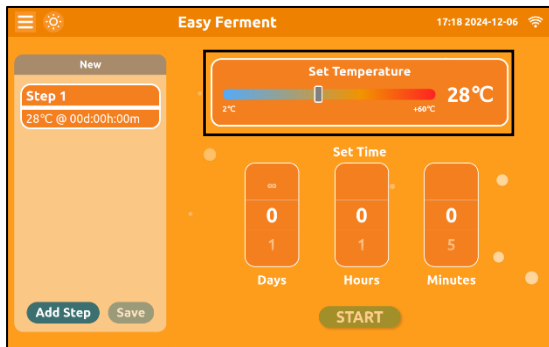 Easy Ferment
17:18 2024-12-06
New
Step 1
28℃ @ 00d:00h:00m
Add Step
Save
Set Temperature
2℃
+60℃
28℃
Set Time
∞
0
0
0
1
1
5
Days
Hours
Minutes
START